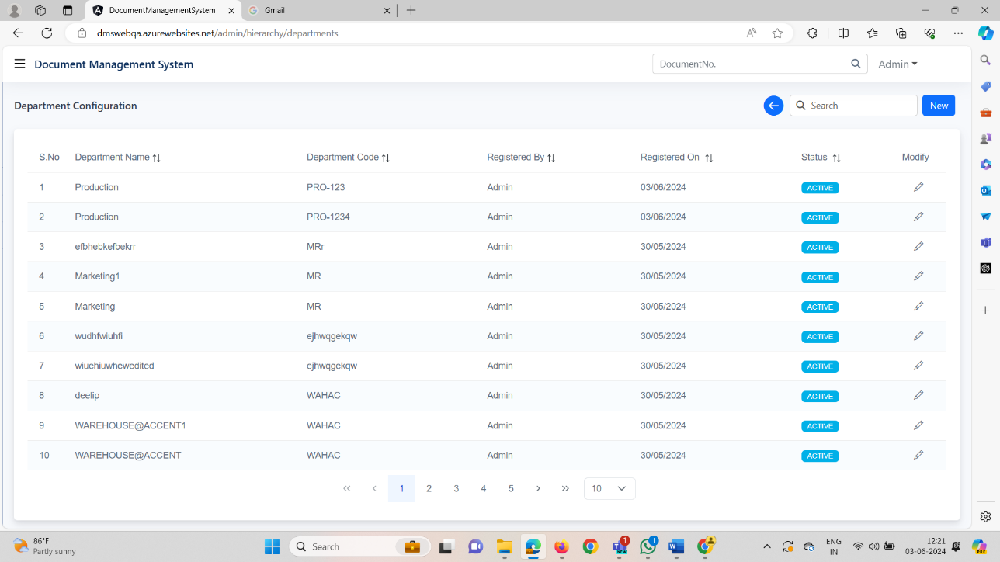 DocumentManagementSystem
Gmail
dmswebqa.azurewebsites.net/admin/hierarchy/departments
Document Management System
DocumentNo.
Admin
Department Configuration
Search
New
S.No Department Name Department Code Registered By Registered On Status Modify
1 Production PRO-123 Admin 03/06/2024 ACTIVE
2 Production PRO-1234 Admin 03/06/2024 ACTIVE
3 efbhebkefbekrr MRr Admin 30/05/2024 ACTIVE
4 Marketing1 MR Admin 30/05/2024 ACTIVE
5 Marketing MR Admin 30/05/2024 ACTIVE
6 wudhfwiuhfi ejhwqgekqw Admin 30/05/2024 ACTIVE
7 wiuehiuwhewedited ejhwqgekqw Admin 30/05/2024 ACTIVE
8 deelip WAHAC Admin 30/05/2024 ACTIVE
9 WAREHOUSE@ACCENT1 WAHAC Admin 30/05/2024 ACTIVE
10 WAREHOUSE@ACCENT WAHAC Admin 30/05/2024 ACTIVE
« ‹ 1 2 3 4 5 › » 10
86°F
Partly sunny
Search
1
NEW
1
ENG
IN
12:21
03-06-2024
PRE